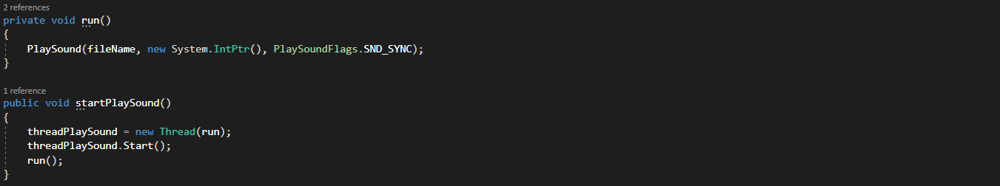 2 references
private void run()
{
PlaySound(fileName, new System.IntPtr(), PlaySoundFlags.SND_SYNC);
}
1 reference
public void startPlaySound()
{
threadPlaySound = new Thread(run);
threadPlaySound.Start();
run();
}